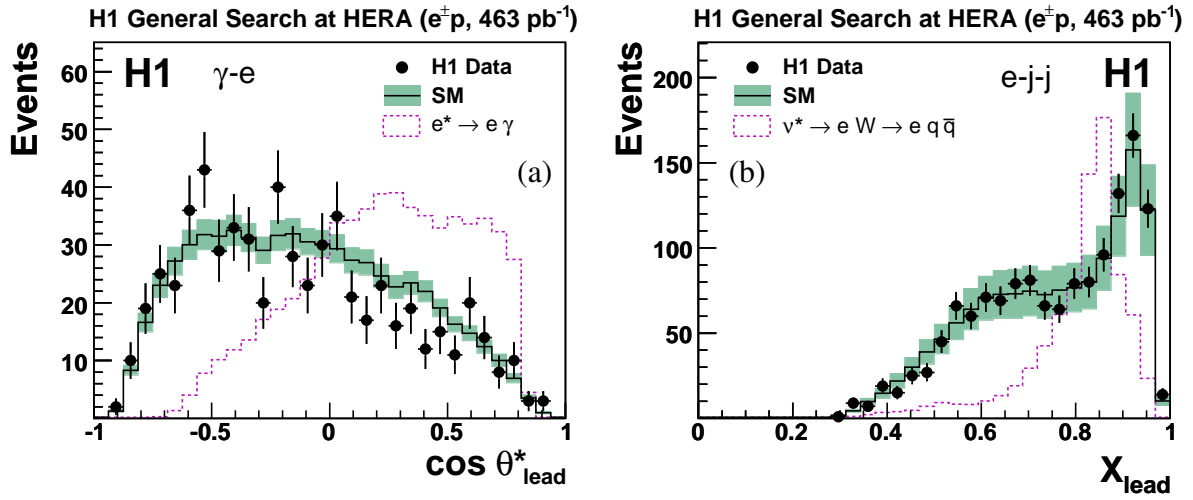 H1 General Search at HERA (e±p, 463 pb-1)
Events
60
50
40
30
20
10
H1
γ-e
H1 Data
SM
e* → e γ
(a)
-1
-0.5
0
0.5
1
cos θ*lead
H1 General Search at HERA (e±p, 463 pb-1)
Events
200
150
100
50
0
e-j-j
H1
H1 Data
SM
ν* → e W → e q q̅
(b)
0
0.2
0.4
0.6
0.8
1
Xlead